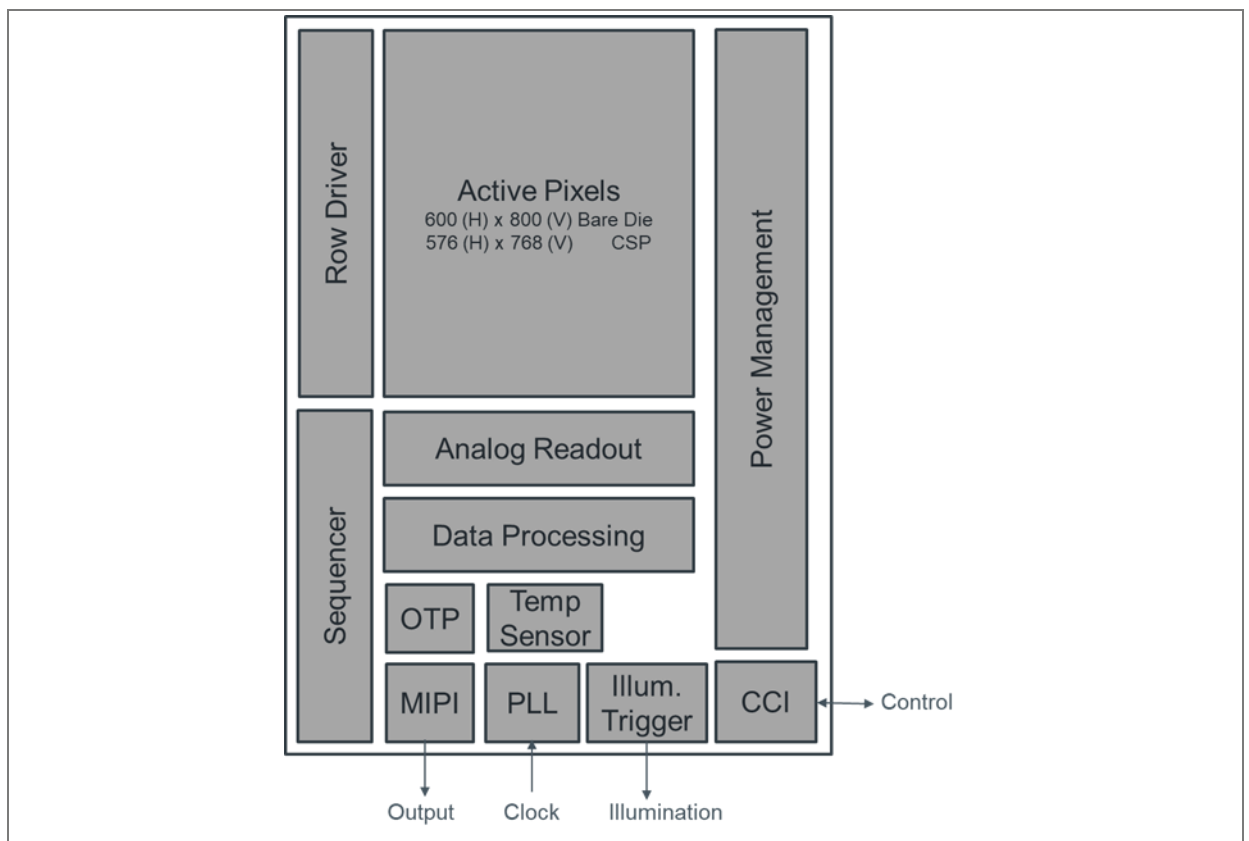 Row Driver
Active Pixels
600 (H) x 800 (V) Bare Die
576 (H) x 768 (V) CSP
Power Management
Sequencer
Analog Readout
Data Processing
OTP
Temp
Sensor
MIPI
PLL
Illum.
Trigger
CCI
Control
Output
Clock
Illumination